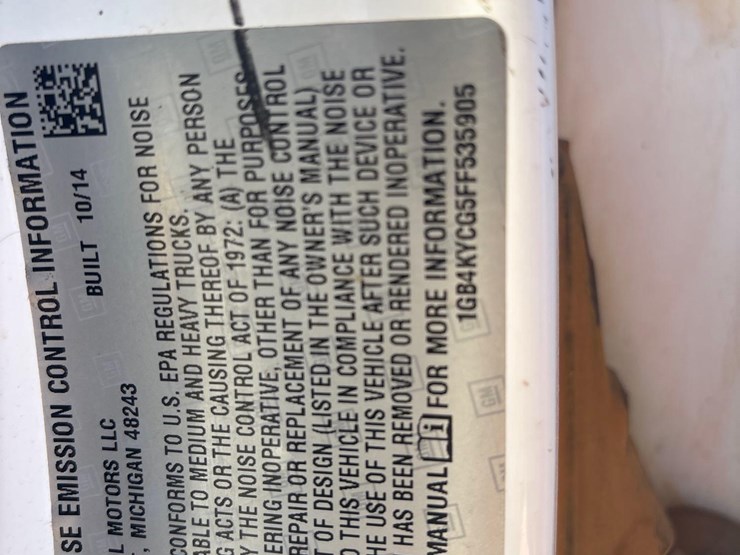 SE EMISSION CONTROL INFORMATION
L MOTORS LLC BUILT 10/14
, MICHIGAN 48243
CONFORMS TO U.S. EPA REGULATIONS FOR NOISE
ABLE TO MEDIUM AND HEAVY TRUCKS.
G ACTS OR THE CAUSING THEREOF BY ANY PERSON
Y THE NOISE CONTROL ACT OF 1972: (A) THE
ERING INOPERATIVE, OTHER THAN FOR PURPOSES
REPAIR OR REPLACEMENT OF ANY NOISE CONTROL
T OF DESIGN (LISTED IN THE OWNER'S MANUAL)
O THIS VEHICLE IN COMPLIANCE WITH THE NOISE
HE USE OF THIS VEHICLE AFTER SUCH DEVICE OR
HAS BEEN REMOVED OR RENDERED INOPERATIVE.
MANUAL i FOR MORE INFORMATION.
1GB4KYCG5FF535905
GM